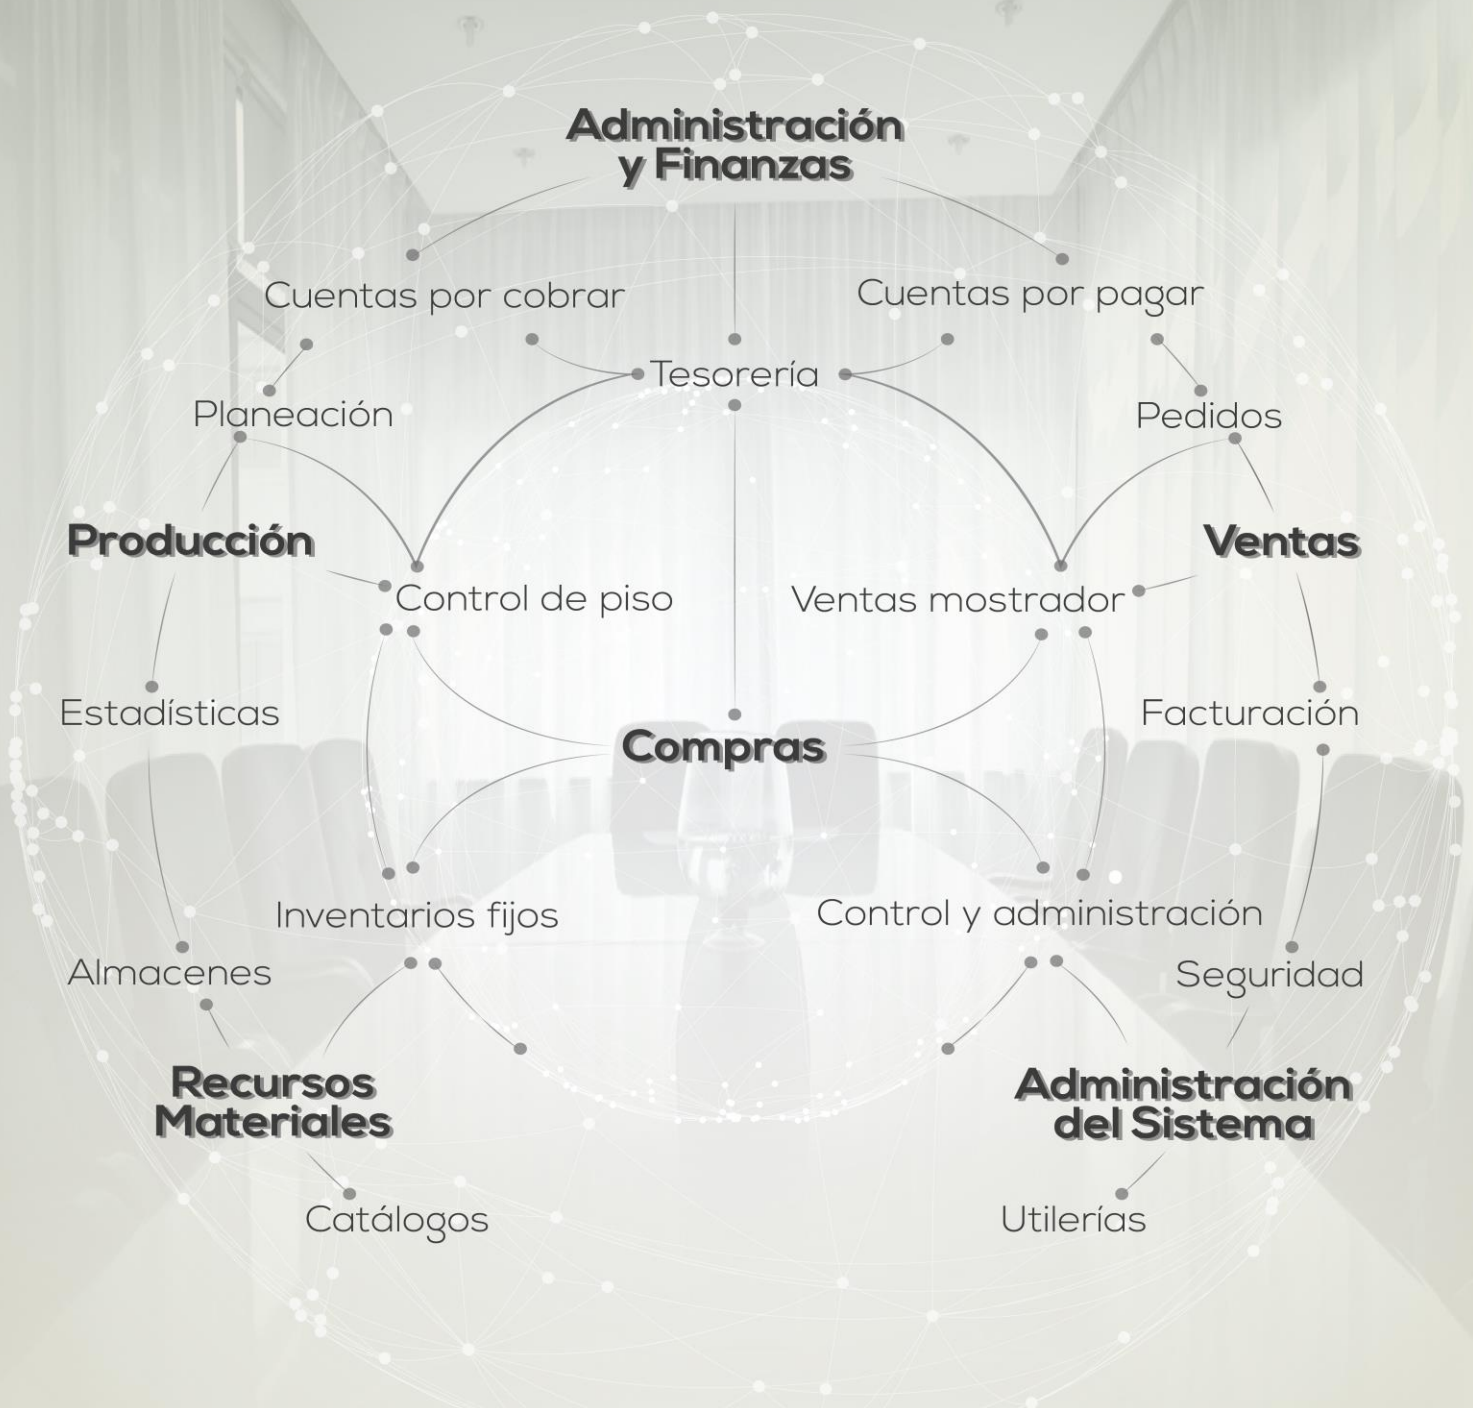 Administración
y Finanzas
Cuentas por cobrar
Cuentas por pagar
Tesorería
Planeación
Pedidos
Producción
Ventas
Control de piso
Ventas mostrador
Estadísticas
Facturación
Compras
Inventarios fijos
Control y administración
Almacenes
Seguridad
Recursos
Materiales
Administración
del Sistema
Catálogos
Utilerías